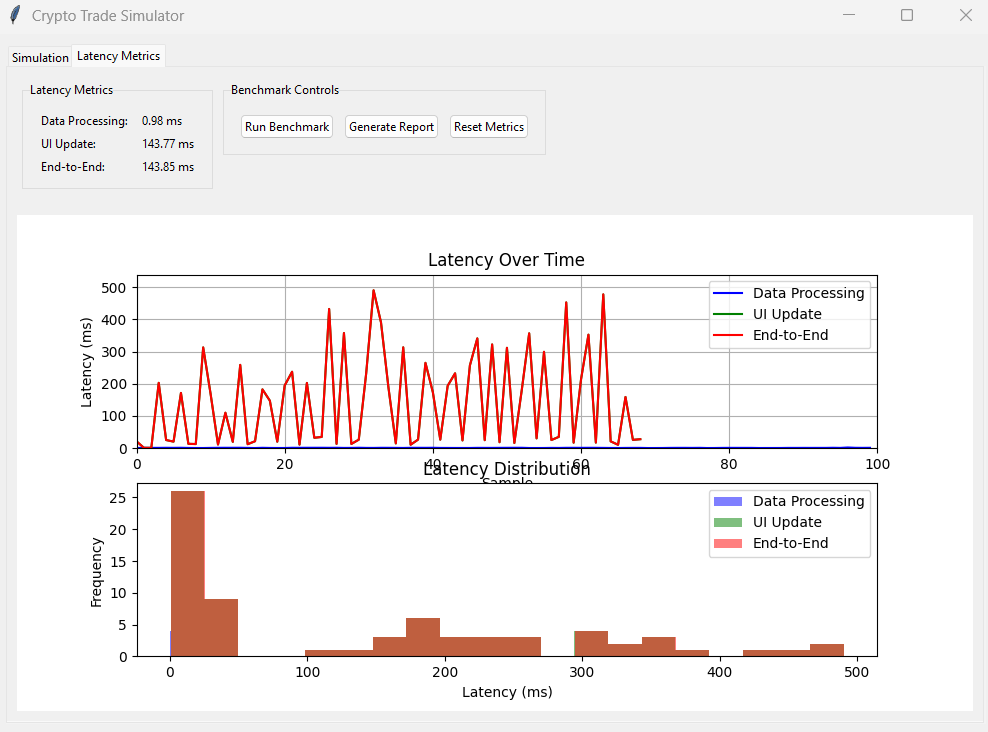 Crypto Trade Simulator
Simulation Latency Metrics
Latency Metrics
Data Processing: 0.98 ms
UI Update: 143.77 ms
End-to-End: 143.85 ms
Benchmark Controls
Run Benchmark Generate Report Reset Metrics
Latency Over Time
Latency (ms)
500
400
300
200
100
0
0 20 40 60 80 100
Sample
Data Processing
UI Update
End-to-End
Latency Distribution
Frequency
25
20
15
10
5
0
0 100 200 300 400 500
Latency (ms)
Data Processing
UI Update
End-to-End